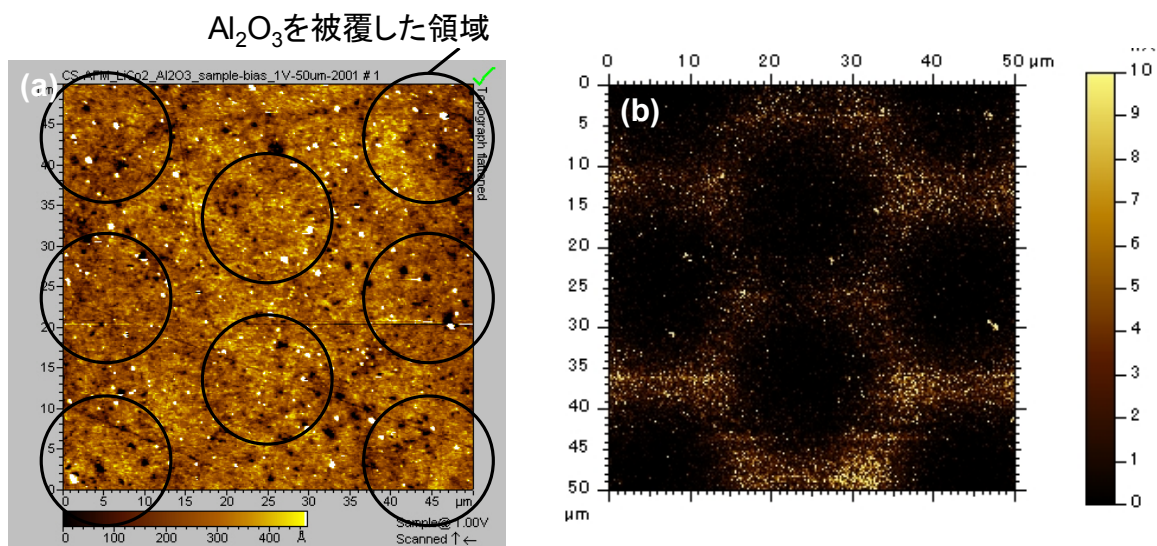 Al₂O₃を被覆した領域
(a)
CS_AFM_LiCo2_Al2O3_sample-bias_1V-50um-2001 # 1
Topograph flattened
45
40
35
30
25
20
15
10
5
0
0 5 10 15 20 25 30 35 40 45 μm
0 100 200 300 400 Å
Sample@ 1.00V
Scanned ↑ ←
(b)
0 10 20 30 40 50 μm
0
5
10
15
20
25
30
35
40
45
50
μm
10
9
8
7
6
5
4
3
2
1
0